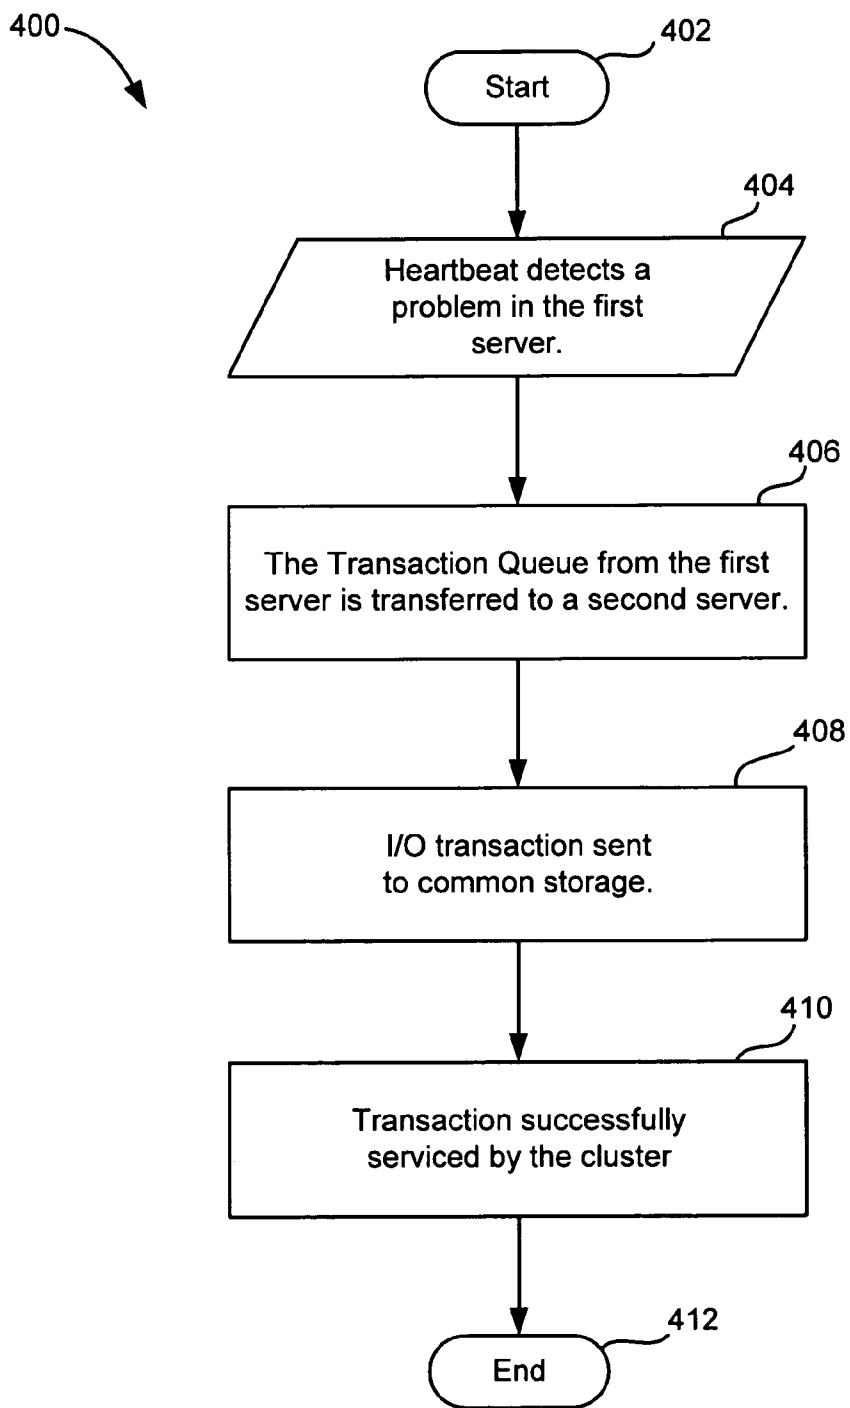 400
402
Start
404
Heartbeat detects a
problem in the first
server.
406
The Transaction Queue from the first
server is transferred to a second server.
408
I/O transaction sent
to common storage.
410
Transaction successfully
serviced by the cluster
412
End